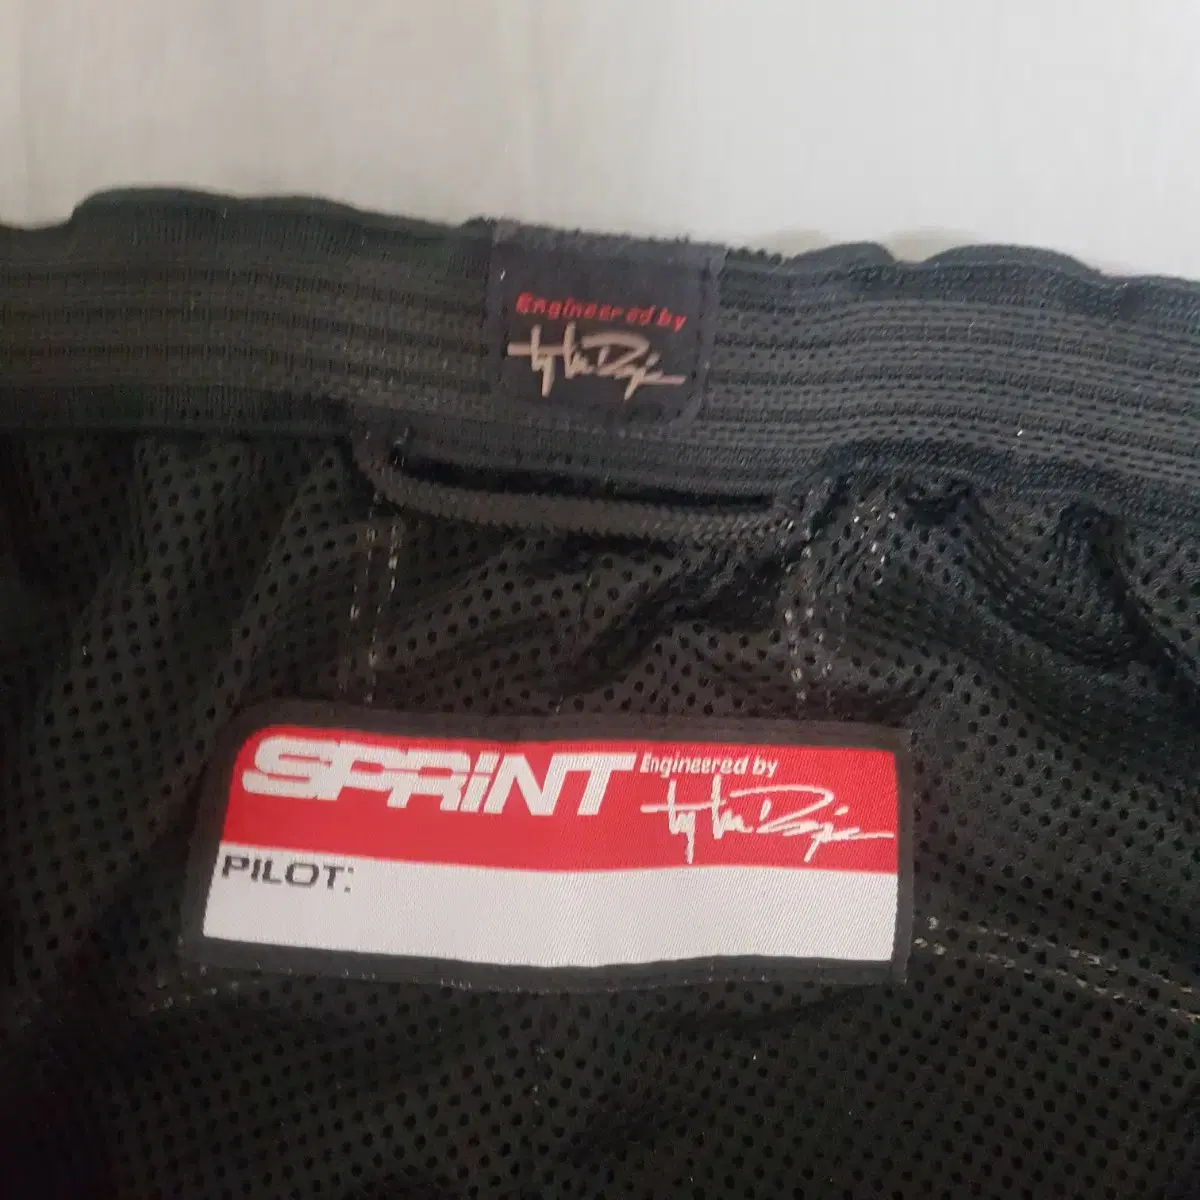 Engineered by
SPRiNT Engineered by
PILOT: